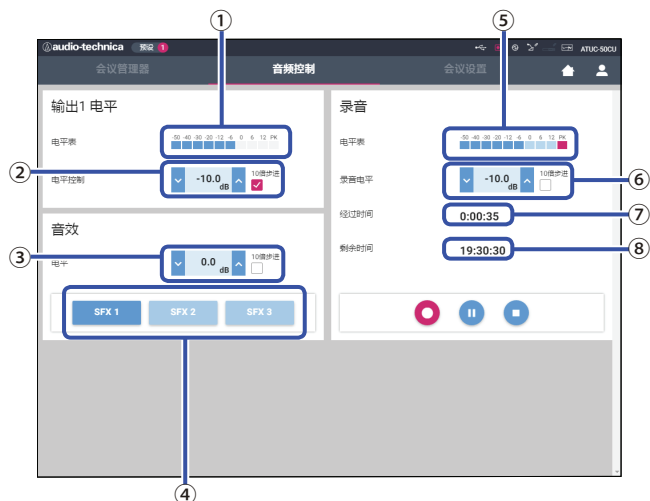 ① ⑤
audio-technica 预设 1 ATUC-50CU
会议管理器 音频控制 会议设置
输出1 电平
电平表 -50 -40 -30 -20 -12 -6 0 6 12 PK
② 电平控制 -10.0 dB 10倍步进
音效
③ 电平 0.0 dB 10倍步进
SFX 1 SFX 2 SFX 3
④
录音
电平表 -50 -40 -30 -20 -12 -6 0 6 12 PK
录音电平 -10.0 dB 10倍步进 ⑥
经过时间 0:00:35 ⑦
剩余时间 19:30:30 ⑧